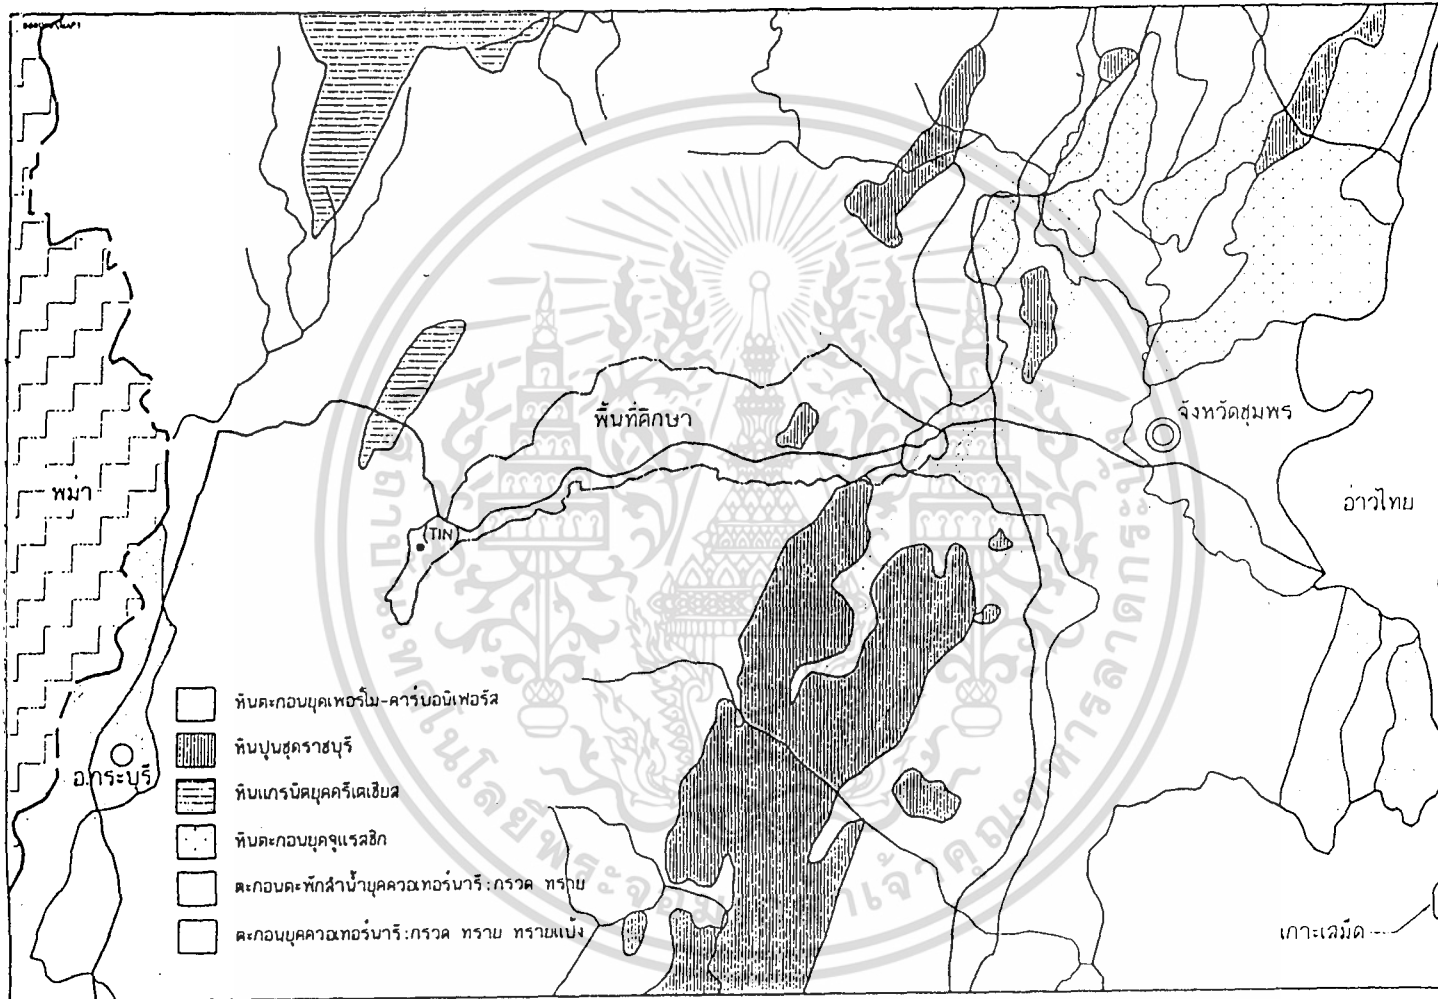 พื้นที่ศึกษา
จังหวัดชุมพร
พม่า
อ่าวไทย
TIN
หินตะกอนยุคเพอร์โม-คาร์บอนิเฟอรัส
หินปูนชุดราชบุรี
อ.กระบุรี
หินแกรนิตยุคครีเตเชียส
หินตะกอนยุคจูแรสซิก
ตะกอนตะพักลำน้ำยุคควอเทอร์นารี:กรวด ทราย
ตะกอนยุคควอเทอร์นารี:กรวด ทราย ทรายแป้ง
เกาะเสม็ด